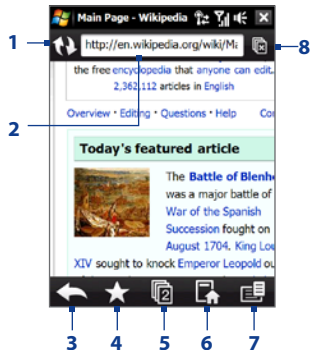 Main Page - Wikipedia
1
http://en.wikipedia.org/wiki/Ma
8
2
the free encyclopedia that anyone can edit.
2,362,112 articles in English
Overview · Editing · Questions · Help Con
Today's featured article
The Battle of Blenhe
was a major battle of
War of the Spanish
Succession fought on
August 1704. King Lou
XIV sought to knock Emperor Leopold ou
2
3 4 5 6 7